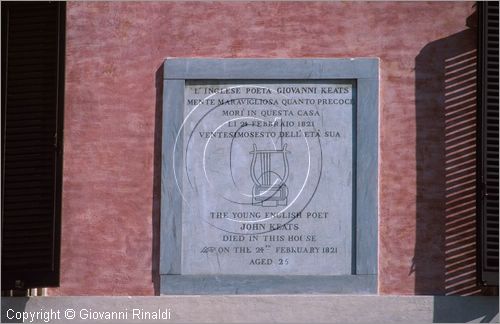 L'INGLESE POETA GIOVANNI KEATS
MENTE MARAVIGLIOSA QUANTO PRECOCE
MORÌ IN QUESTA CASA
LI 24 FEBBRAIO 1821
VENTESIMOSESTO DELL'ETÀ SUA
THE YOUNG ENGLISH POET
JOHN KEATS
DIED IN THIS HOUSE
ON THE 24TH FEBRUARY 1821
AGED 25
Copyright © Giovanni Rinaldi